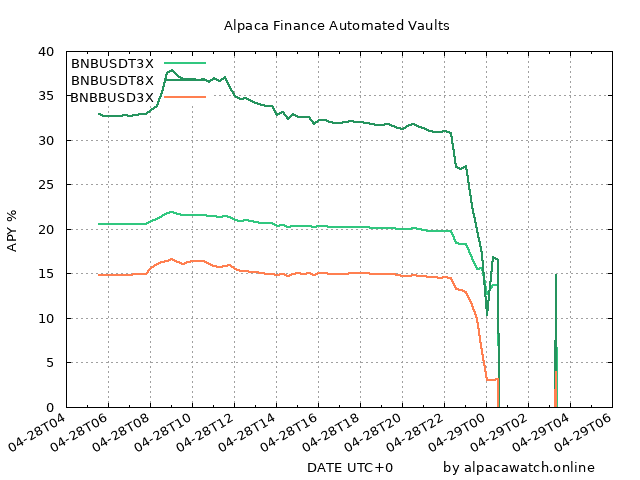 Alpaca Finance Automated Vaults
BNBUSDT3X
BNBUSDT8X
BNBBUSD3X
APY %
40
35
30
25
20
15
10
5
0
04-28T04
04-28T06
04-28T08
04-28T10
04-28T12
04-28T14
04-28T16
04-28T18
04-28T20
04-28T22
04-29T00
04-29T02
04-29T04
04-29T06
DATE UTC+0
by alpacawatch.online